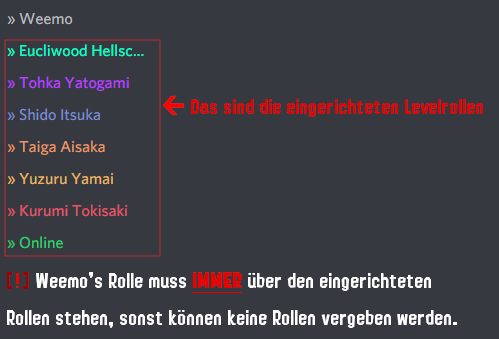 » Weemo
» Eucliwood Hellsc...
» Tohka Yatogami
← Das sind die eingerichteten Levelrollen
» Shido Itsuka
» Taiga Aisaka
» Yuzuru Yamai
» Kurumi Tokisaki
» Online
[!] Weemo's Rolle muss IMMER über den eingerichteten
Rollen stehen, sonst können keine Rollen vergeben werden.